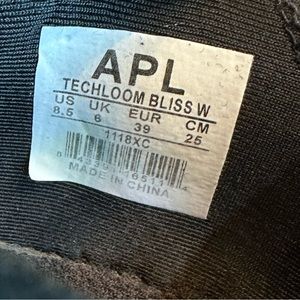 APL
TECHLOOM BLISS W
US UK EUR CM
8.5 6 39 25
1118XC
MADE IN CHINA